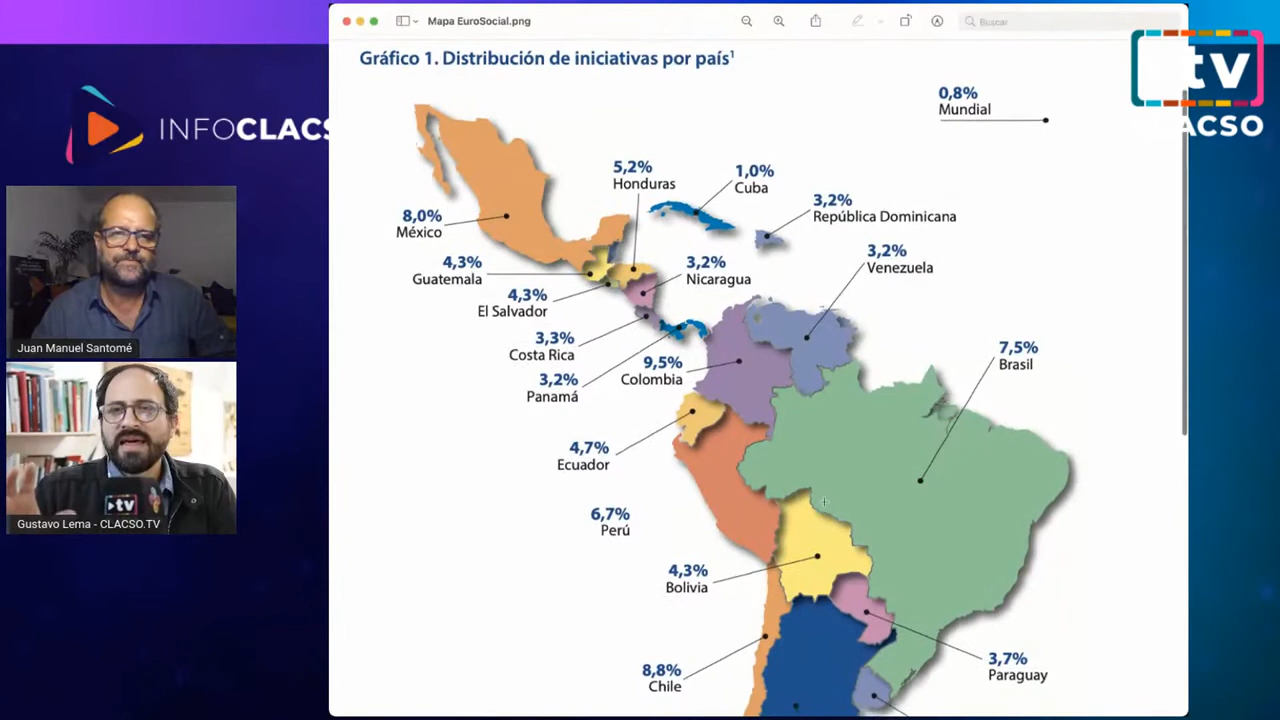 Mapa EuroSocial.png
Buscar
Gráfico 1. Distribución de iniciativas por país¹
tv
CLACSO
INFOCLACS
0,8%
Mundial
5,2%
Honduras
1,0%
Cuba
3,2%
República Dominicana
8,0%
México
3,2%
Venezuela
4,3%
Guatemala
3,2%
Nicaragua
4,3%
El Salvador
3,3%
Costa Rica
3,2%
Panamá
9,5%
Colombia
7,5%
Brasil
4,7%
Ecuador
6,7%
Perú
4,3%
Bolivia
3,7%
Paraguay
8,8%
Chile
Juan Manuel Santomé
tv
Gustavo Lema - CLACSO.TV